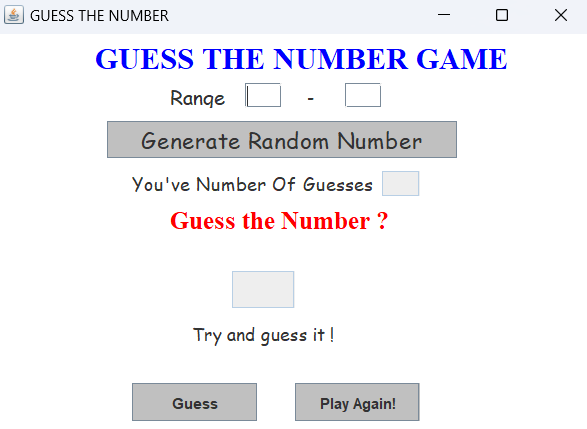 GUESS THE NUMBER
GUESS THE NUMBER GAME
Range -
Generate Random Number
You've Number Of Guesses
Guess the Number ?
Try and guess it !
Guess Play Again!